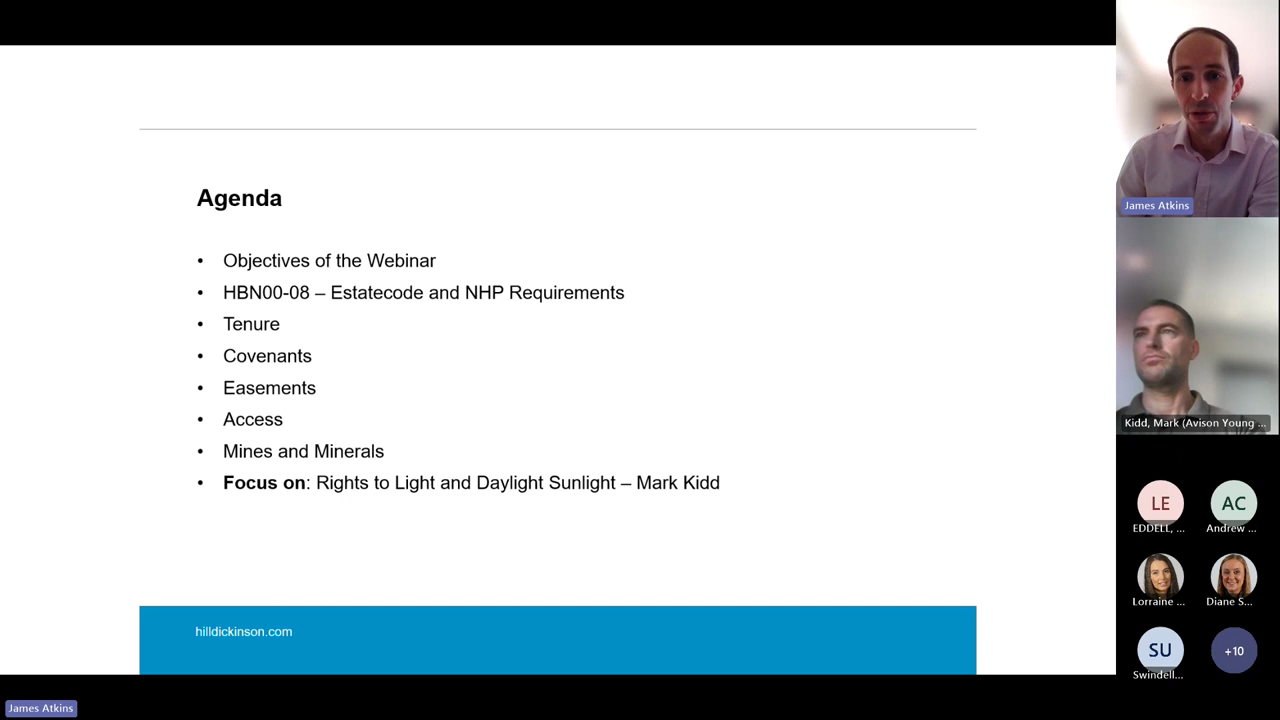 Agenda
• Objectives of the Webinar
• HBN00-08 – Estatecode and NHP Requirements
• Tenure
• Covenants
• Easements
• Access
• Mines and Minerals
• Focus on: Rights to Light and Daylight Sunlight – Mark Kidd
hilldickinson.com
James Atkins
James Atkins
Kidd, Mark (Avison Young ...
LE
EDDELL, ...
AC
Andrew ...
Lorraine ...
Diane S...
SU
Swindell...
+10